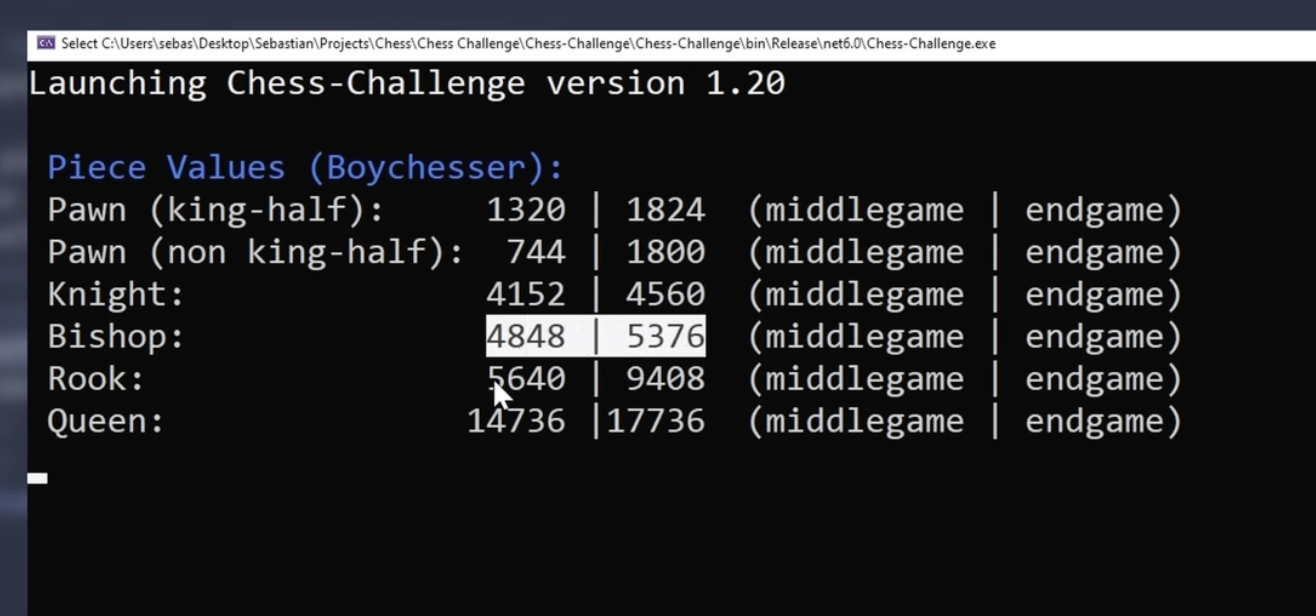 Select C:\Users\sebas\Desktop\Sebastian\Projects\Chess\Chess Challenge\Chess-Challenge\Chess-Challenge\bin\Release\net6.0\Chess-Challenge.exe
Launching Chess-Challenge version 1.20
Piece Values (Boychesser):
Pawn (king-half): 1320 | 1824 (middlegame | endgame)
Pawn (non king-half): 744 | 1800 (middlegame | endgame)
Knight: 4152 | 4560 (middlegame | endgame)
Bishop: 4848 | 5376 (middlegame | endgame)
Rook: 5640 | 9408 (middlegame | endgame)
Queen: 14736 |17736 (middlegame | endgame)